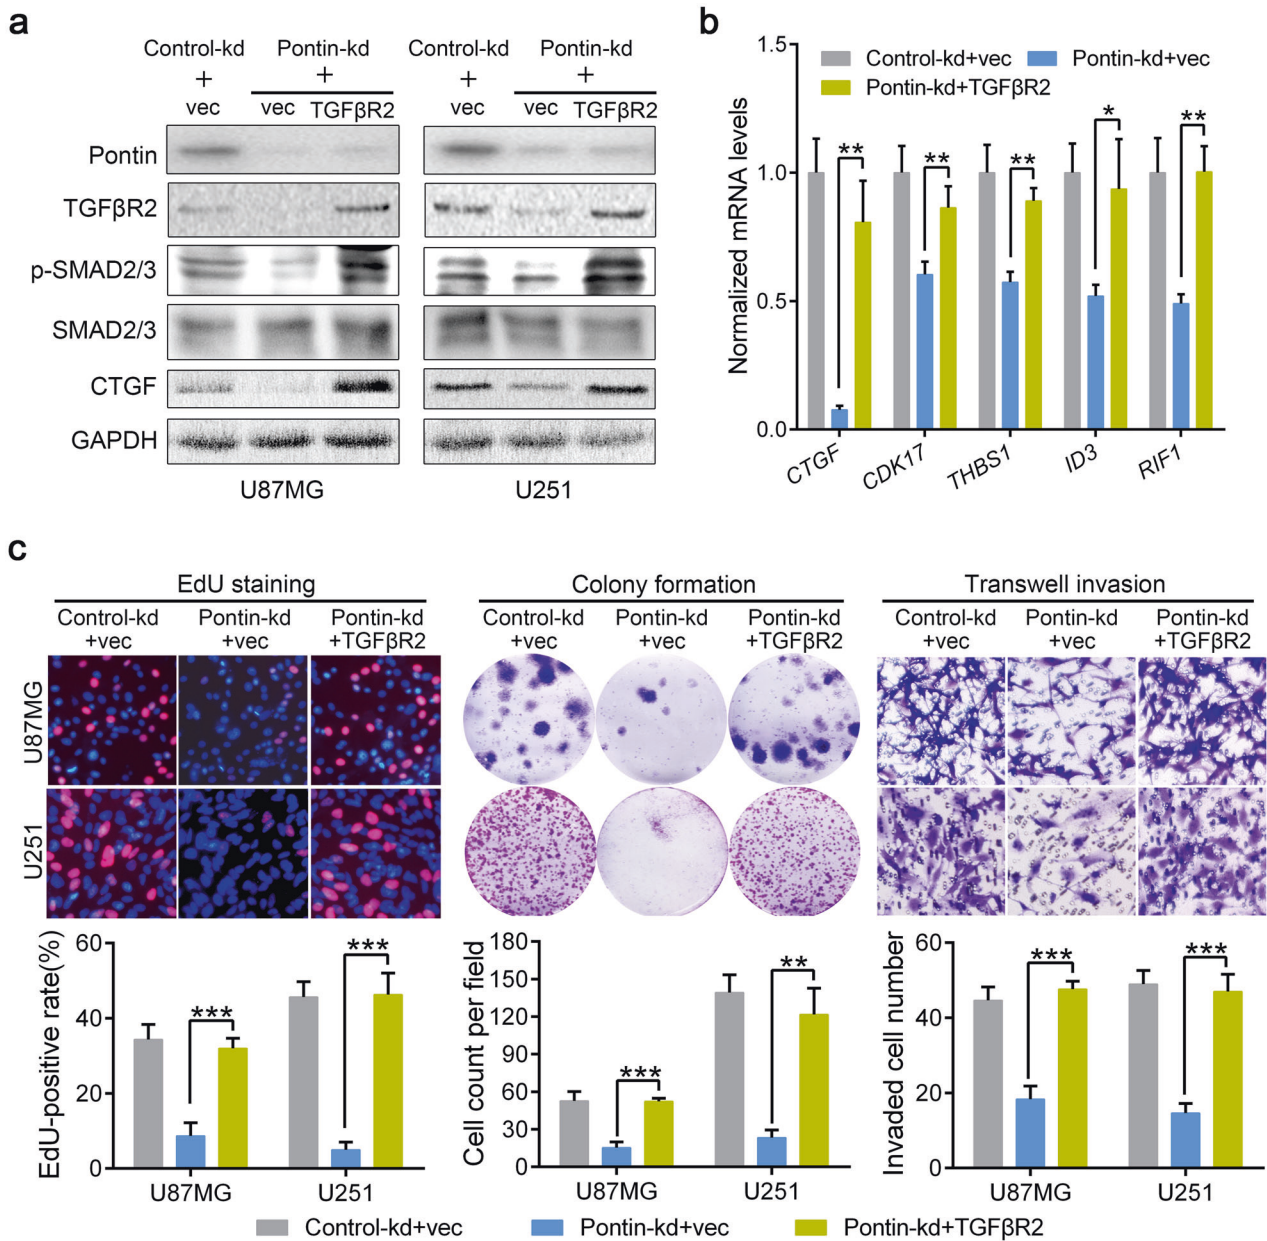 a
Control-kd Pontin-kd Control-kd Pontin-kd
+ + + +
vec vec TGFβR2 vec vec TGFβR2
Pontin
TGFβR2
p-SMAD2/3
SMAD2/3
CTGF
GAPDH
U87MG U251
b
Control-kd+vec Pontin-kd+vec
Pontin-kd+TGFβR2
Normalized mRNA levels
1.5
1.0
0.5
0.0
** ** ** * **
CTGF CDK17 THBS1 ID3 RIF1
c
EdU staining Colony formation Transwell invasion
Control-kd Pontin-kd Pontin-kd Control-kd Pontin-kd Pontin-kd Control-kd Pontin-kd Pontin-kd
+vec +vec +TGFβR2 +vec +vec +TGFβR2 +vec +vec +TGFβR2
U87MG
U251
EdU-positive rate(%)
60
40
20
0
*** ***
U87MG U251
Cell count per field
180
150
120
90
60
30
0
*** **
U87MG U251
Invaded cell number
60
40
20
0
*** ***
U87MG U251
Control-kd+vec Pontin-kd+vec Pontin-kd+TGFβR2